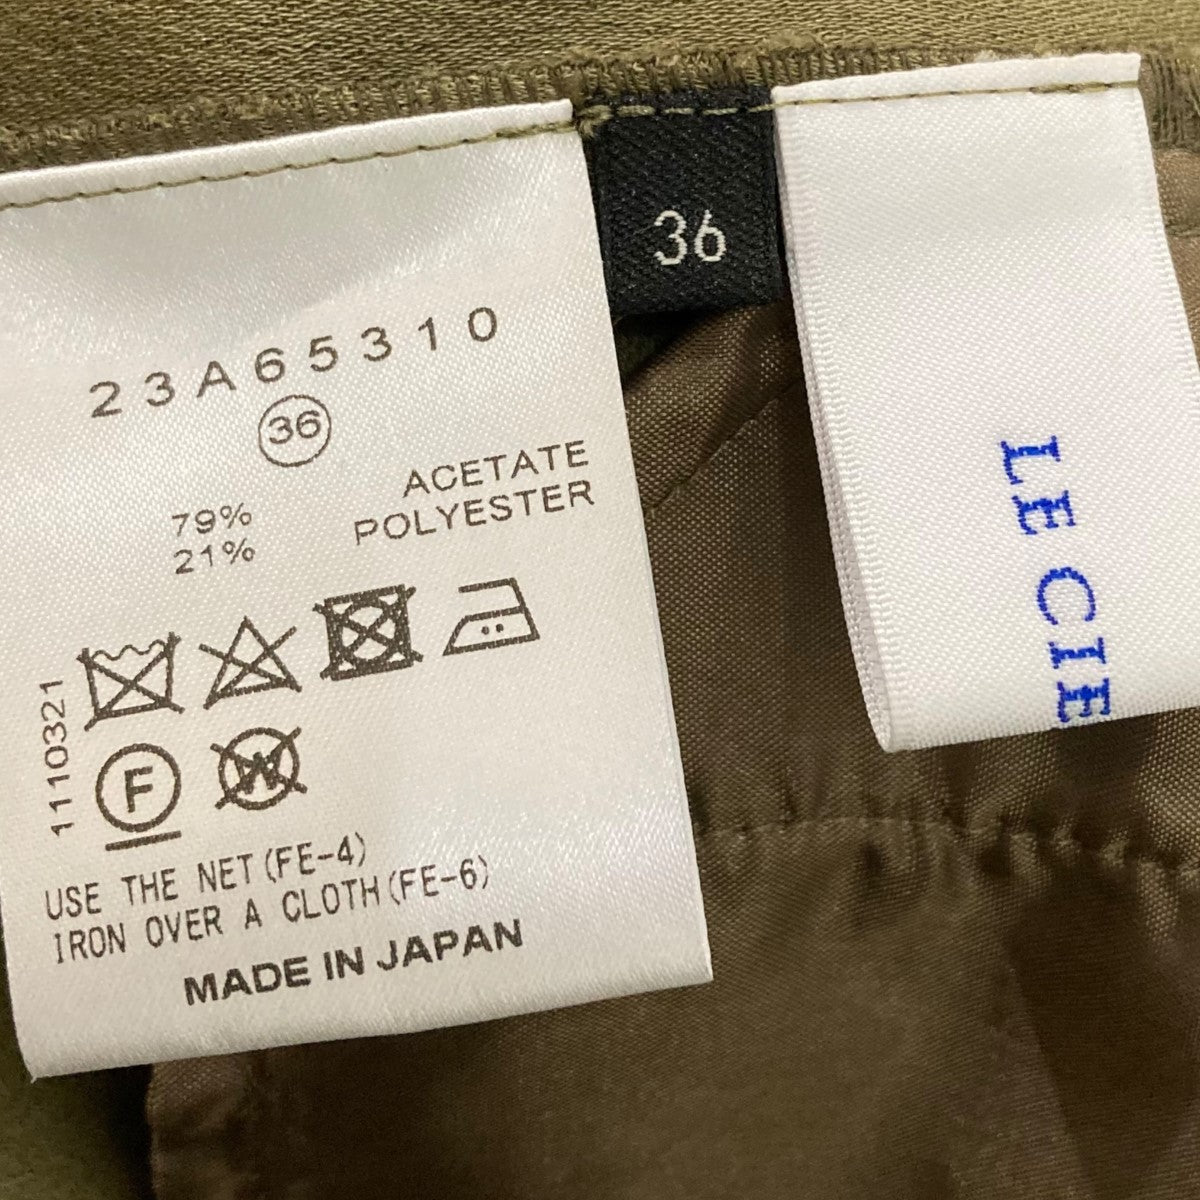 23A65310
36
79% ACETATE
21% POLYESTER
110321
F
W
USE THE NET(FE-4)
IRON OVER A CLOTH(FE-6)
MADE IN JAPAN
36
LE CIE